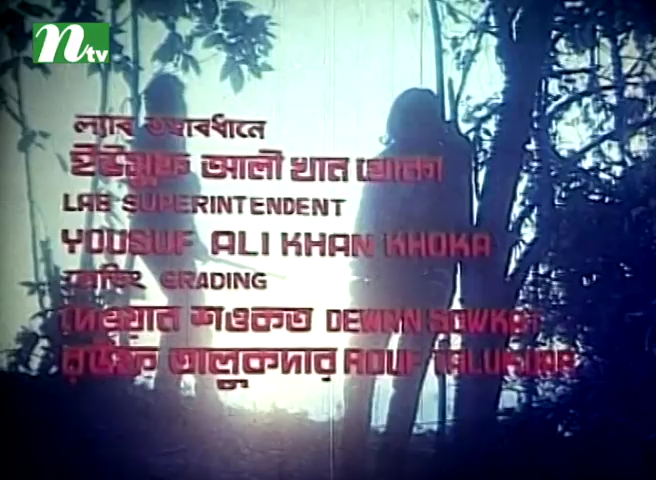 ntv
ল্যাব তত্ত্বাবধানে
ইউসুফ আলী খান খোকা
LAB SUPERINTENDENT
YOUSUF ALI KHAN KHOKA
গ্রেডিং GRADING
দেওয়ান শওকত DEWAN SOWKAT
রউফ তালুকদার ROUF TALUKDAR